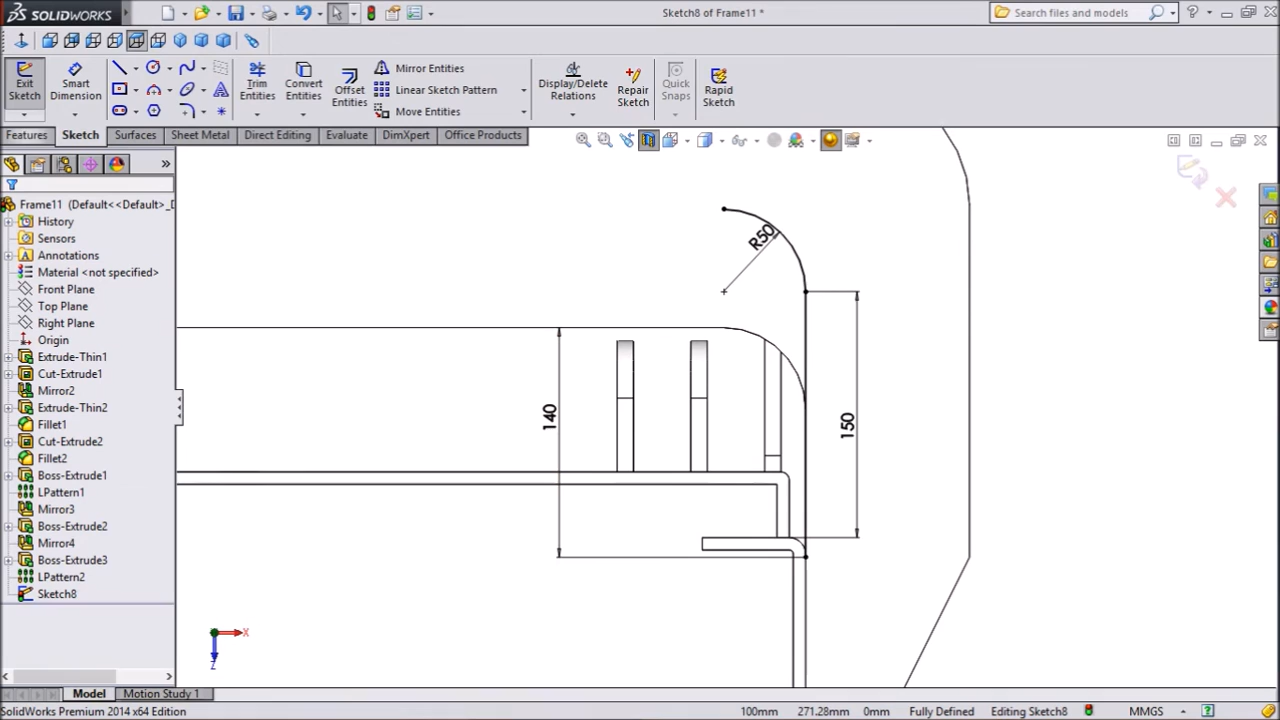 SOLIDWORKS
Sketch8 of Frame11 *
Search files and models
Exit Sketch
Smart Dimension
Trim Entities
Convert Entities
Offset Entities
Mirror Entities
Linear Sketch Pattern
Move Entities
Display/Delete Relations
Repair Sketch
Quick Snaps
Rapid Sketch
Features
Sketch
Surfaces
Sheet Metal
Direct Editing
Evaluate
DimXpert
Office Products
Frame11 (Default<<Default>_D
History
Sensors
Annotations
Material <not specified>
Front Plane
Top Plane
Right Plane
Origin
Extrude-Thin1
Cut-Extrude1
Mirror2
Extrude-Thin2
Fillet1
Cut-Extrude2
Fillet2
Boss-Extrude1
LPattern1
Mirror3
Boss-Extrude2
Mirror4
Boss-Extrude3
LPattern2
Sketch8
R50
140
150
X
Z
Model
Motion Study 1
SolidWorks Premium 2014 x64 Edition
100mm
271.28mm
0mm
Fully Defined
Editing Sketch8
MMGS